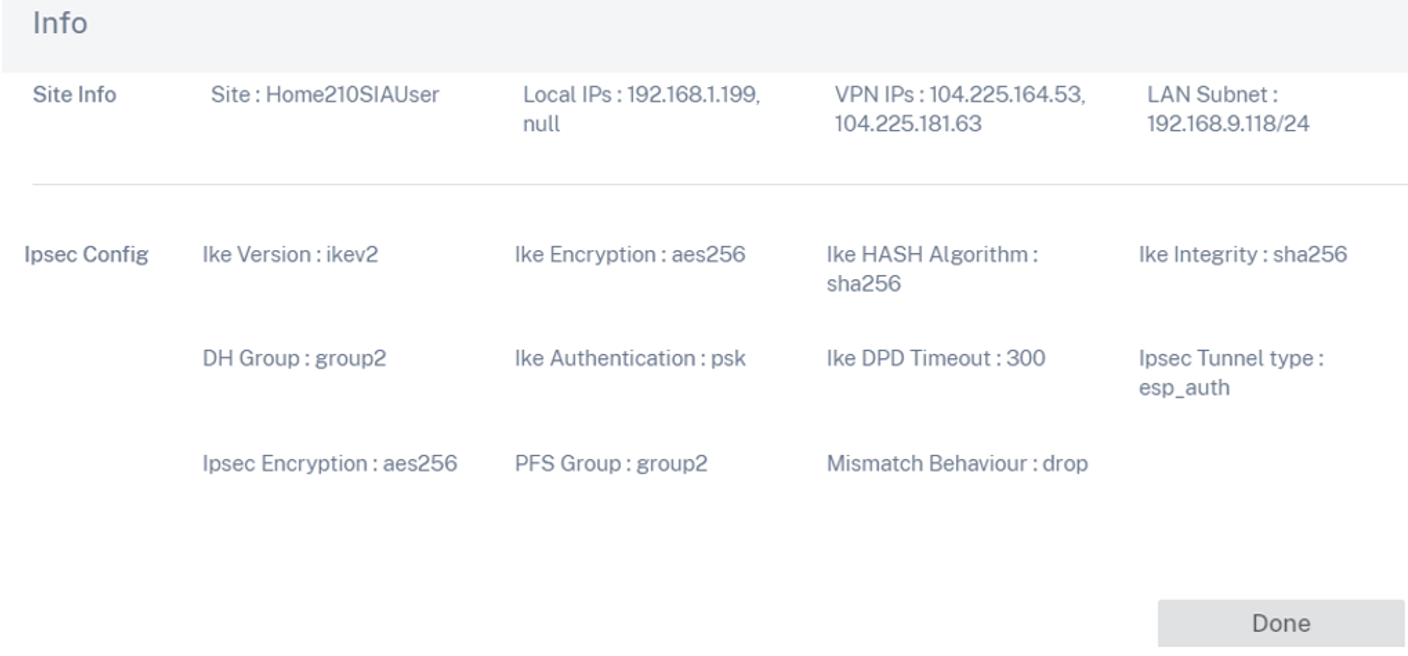 Info
Site Info
Site : Home210SIAUser
Local IPs : 192.168.1.199,
null
VPN IPs : 104.225.164.53,
104.225.181.63
LAN Subnet :
192.168.9.118/24
Ipsec Config
Ike Version : ikev2
Ike Encryption : aes256
Ike HASH Algorithm :
sha256
Ike Integrity : sha256
DH Group : group2
Ike Authentication : psk
Ike DPD Timeout : 300
Ipsec Tunnel type :
esp_auth
Ipsec Encryption : aes256
PFS Group : group2
Mismatch Behaviour : drop
Done